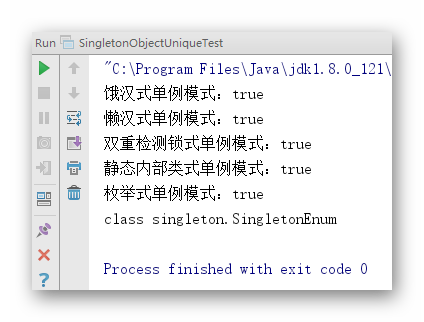 Run SingletonObjectUniqueTest
"C:\Program Files\Java\jdk1.8.0_121\
饿汉式单例模式：true
懒汉式单例模式：true
双重检测锁式单例模式：true
静态内部类式单例模式：true
枚举式单例模式：true
class singleton.SingletonEnum
Process finished with exit code 0